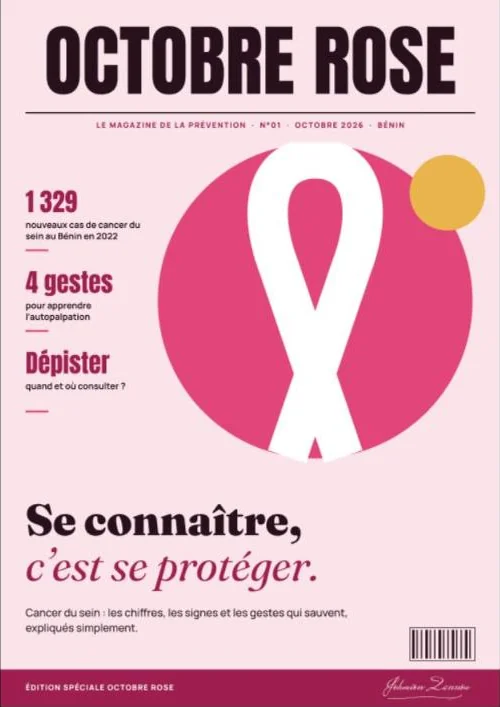 OCTOBRE ROSE
LE MAGAZINE DE LA PRÉVENTION · N°01 · OCTOBRE 2026 · BÉNIN
1 329
nouveaux cas de cancer du
sein au Bénin en 2022
4 gestes
pour apprendre
l'autopalpation
Dépister
quand et où consulter ?
Se connaître,
c'est se protéger.
Cancer du sein : les chiffres, les signes et les gestes qui sauvent,
expliqués simplement.
ÉDITION SPÉCIALE OCTOBRE ROSE